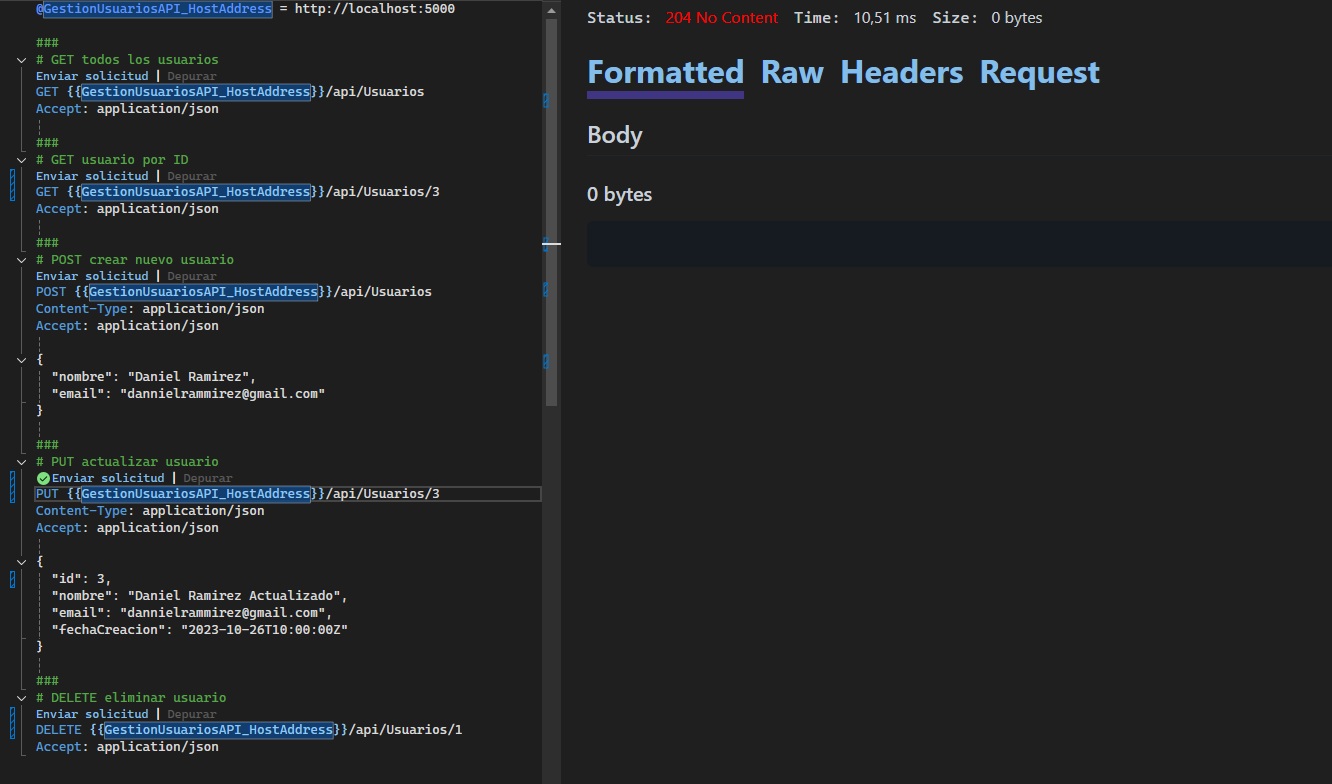 @GestionUsuariosAPI_HostAddress = http://localhost:5000
###
# GET todos los usuarios
Enviar solicitud | Depurar
GET {{GestionUsuariosAPI_HostAddress}}/api/Usuarios
Accept: application/json
###
# GET usuario por ID
Enviar solicitud | Depurar
GET {{GestionUsuariosAPI_HostAddress}}/api/Usuarios/3
Accept: application/json
###
# POST crear nuevo usuario
Enviar solicitud | Depurar
POST {{GestionUsuariosAPI_HostAddress}}/api/Usuarios
Content-Type: application/json
Accept: application/json
{
"nombre": "Daniel Ramirez",
"email": "dannielrammirez@gmail.com"
}
###
# PUT actualizar usuario
Enviar solicitud | Depurar
PUT {{GestionUsuariosAPI_HostAddress}}/api/Usuarios/3
Content-Type: application/json
Accept: application/json
{
"id": 3,
"nombre": "Daniel Ramirez Actualizado",
"email": "dannielrammirez@gmail.com",
"fechaCreacion": "2023-10-26T10:00:00Z"
}
###
# DELETE eliminar usuario
Enviar solicitud | Depurar
DELETE {{GestionUsuariosAPI_HostAddress}}/api/Usuarios/1
Accept: application/json
Status: 204 No Content Time: 10,51 ms Size: 0 bytes
Formatted Raw Headers Request
Body
0 bytes